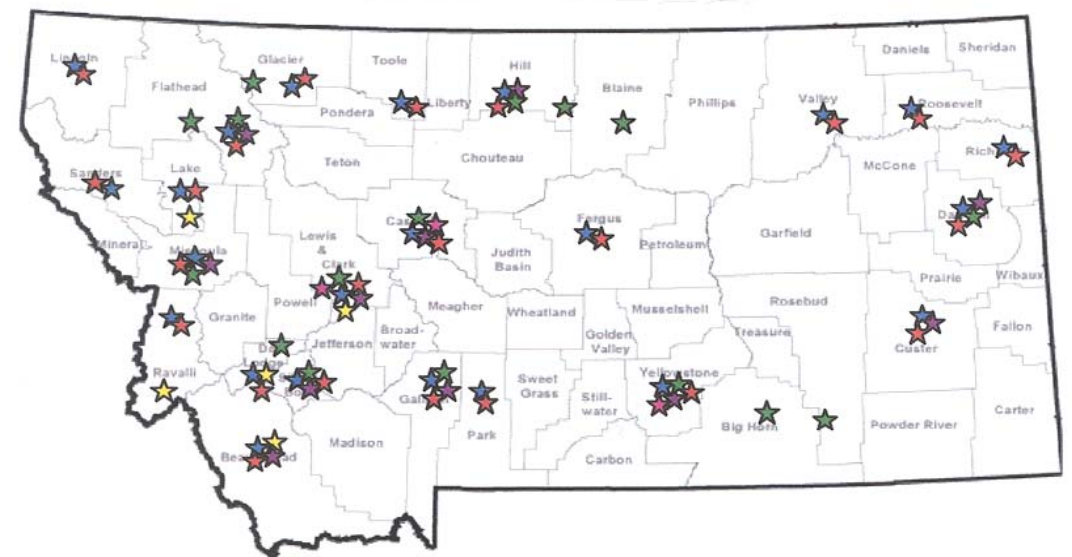 Lincoln
Flathead
Glacier
Toole
Liberty
Hill
Blaine
Phillips
Valley
Daniels
Sheridan
Roosevelt
Pondera
Teton
Chouteau
McCone
Sanders
Lake
Fergus
Petroleum
Garfield
Mineral
Missoula
Lewis
&
Clark
Judith
Basin
Prairie
Wibaux
Powell
Granite
Meagher
Wheatland
Musselshell
Rosebud
Broad-
water
Jefferson
Golden
Valley
Treasure
Custer
Fallon
Ravalli
Lodge
Sweet
Grass
Still-
water
Yellowstone
Park
Madison
Carbon
Big Horn
Powder River
Carter